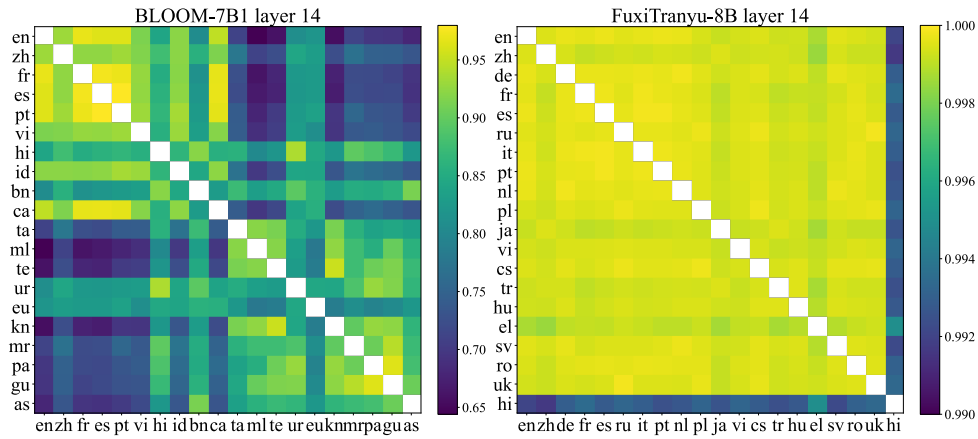 BLOOM-7B1 layer 14
en
zh
fr
es
pt
vi
hi
id
bn
ca
ta
ml
te
ur
eu
kn
mr
pa
gu
as
en zh fr es pt vi hi id bn ca ta ml te ur eu kn mr pa gu as
0.95
0.90
0.85
0.80
0.75
0.70
0.65
FuxiTranyu-8B layer 14
en
zh
de
fr
es
ru
it
pt
nl
pl
ja
vi
cs
tr
hu
el
sv
ro
uk
hi
en zh de fr es ru it pt nl pl ja vi cs tr hu el sv ro uk hi
1.000
0.998
0.996
0.994
0.992
0.990